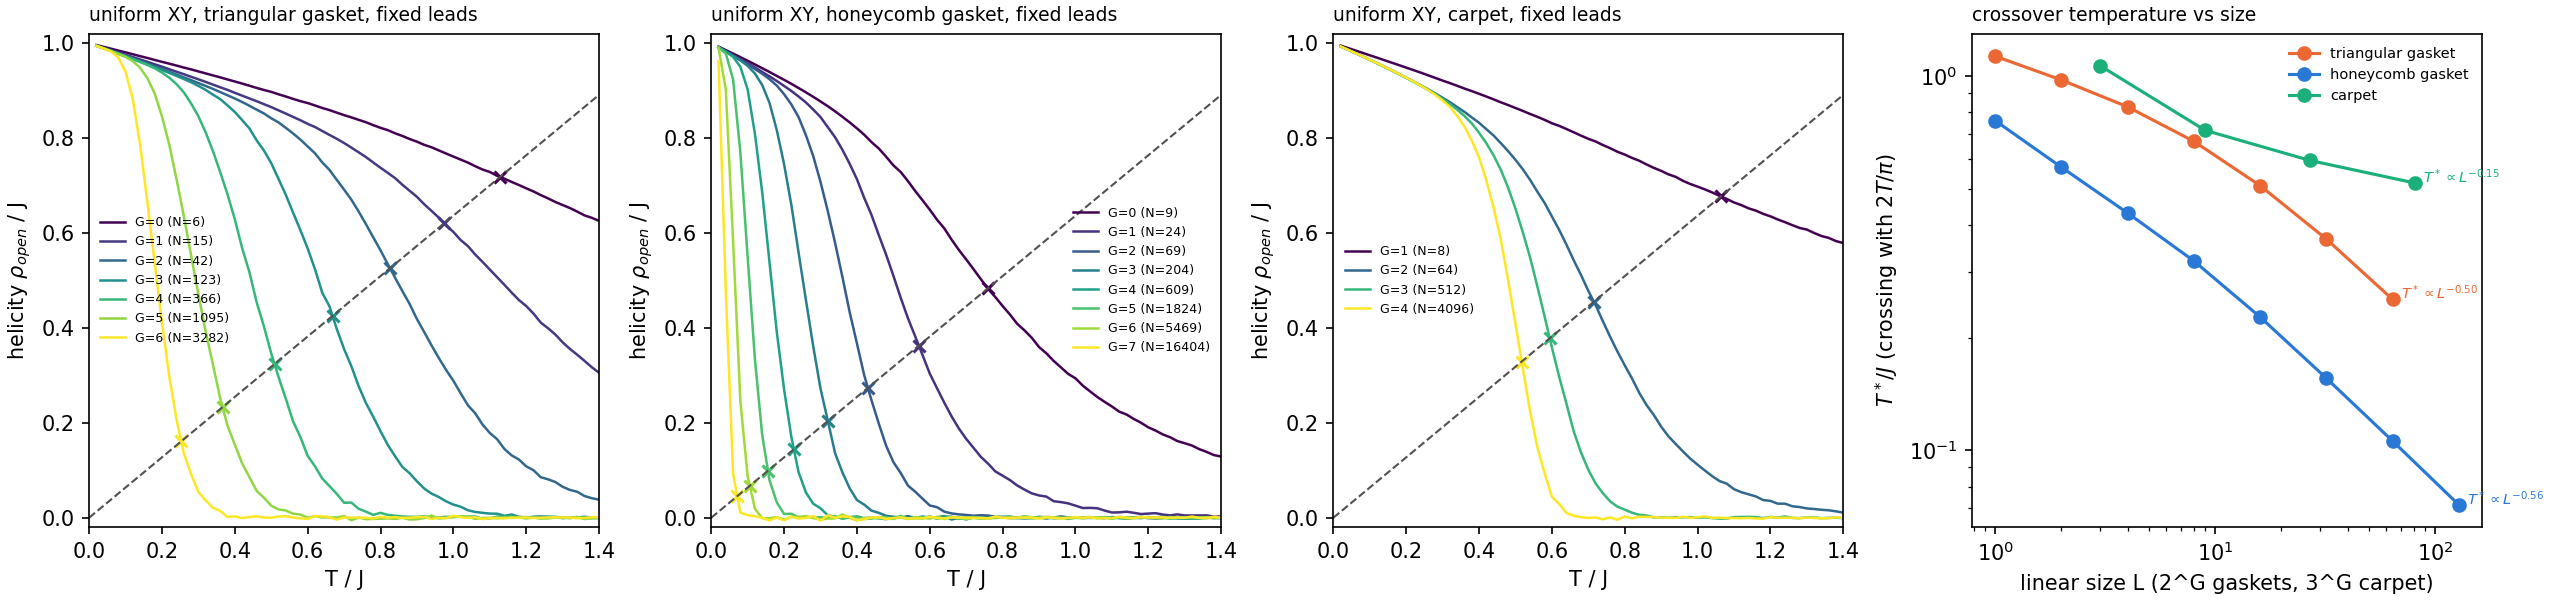 uniform XY, triangular gasket, fixed leads
helicity ρ_open / J
1.0
0.8
0.6
0.4
0.2
0.0
G=0 (N=6)
G=1 (N=15)
G=2 (N=42)
G=3 (N=123)
G=4 (N=366)
G=5 (N=1095)
G=6 (N=3282)
0.0 0.2 0.4 0.6 0.8 1.0 1.2 1.4
T / J
uniform XY, honeycomb gasket, fixed leads
helicity ρ_open / J
1.0
0.8
0.6
0.4
0.2
0.0
G=0 (N=9)
G=1 (N=24)
G=2 (N=69)
G=3 (N=204)
G=4 (N=609)
G=5 (N=1824)
G=6 (N=5469)
G=7 (N=16404)
0.0 0.2 0.4 0.6 0.8 1.0 1.2 1.4
T / J
uniform XY, carpet, fixed leads
helicity ρ_open / J
1.0
0.8
0.6
0.4
0.2
0.0
G=1 (N=8)
G=2 (N=64)
G=3 (N=512)
G=4 (N=4096)
0.0 0.2 0.4 0.6 0.8 1.0 1.2 1.4
T / J
crossover temperature vs size
T*/J (crossing with 2T/π)
10^0
10^-1
triangular gasket
honeycomb gasket
carpet
T* ∝ L^-0.15
T* ∝ L^-0.50
T* ∝ L^-0.56
10^0 10^1 10^2
linear size L (2^G gaskets, 3^G carpet)